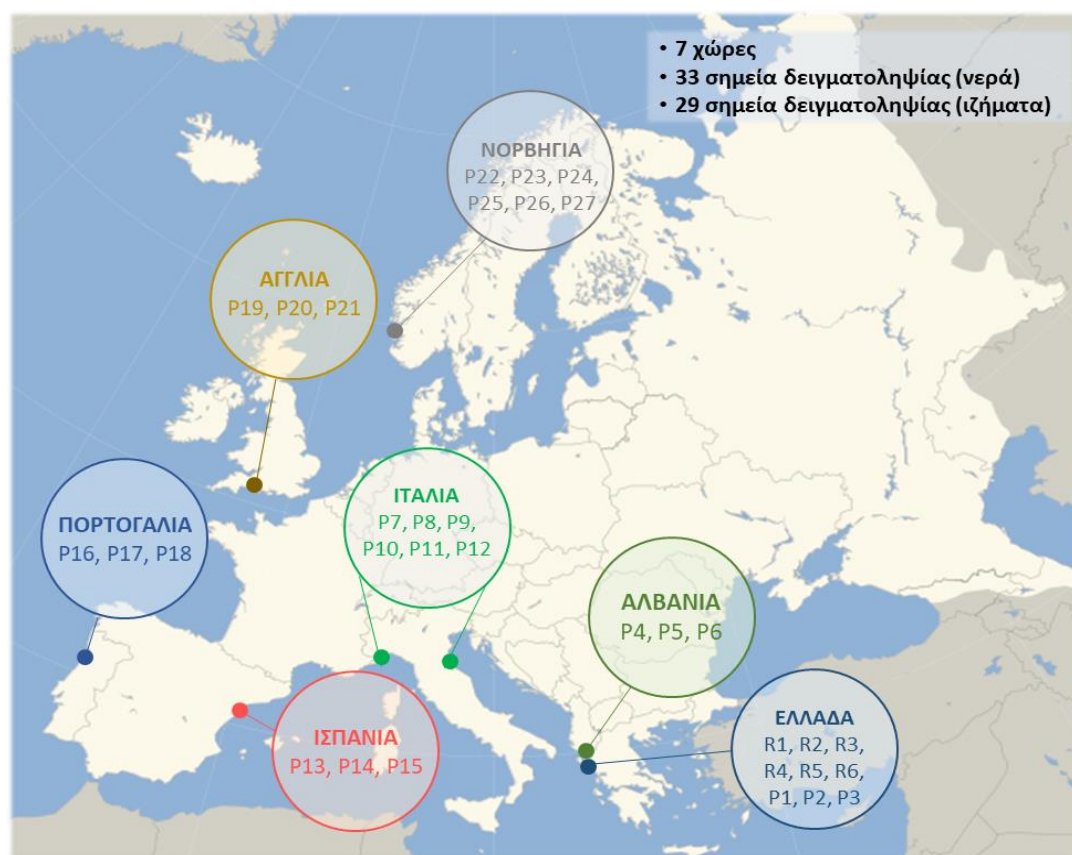 • 7 χώρες
• 33 σημεία δειγματοληψίας (νερά)
• 29 σημεία δειγματοληψίας (ιζήματα)
ΝΟΡΒΗΓΙΑ
P22, P23, P24,
P25, P26, P27
ΑΓΓΛΙΑ
P19, P20, P21
ΙΤΑΛΙΑ
P7, P8, P9,
P10, P11, P12
ΠΟΡΤΟΓΑΛΙΑ
P16, P17, P18
ΑΛΒΑΝΙΑ
P4, P5, P6
ΙΣΠΑΝΙΑ
P13, P14, P15
ΕΛΛΑΔΑ
R1, R2, R3,
R4, R5, R6,
P1, P2, P3